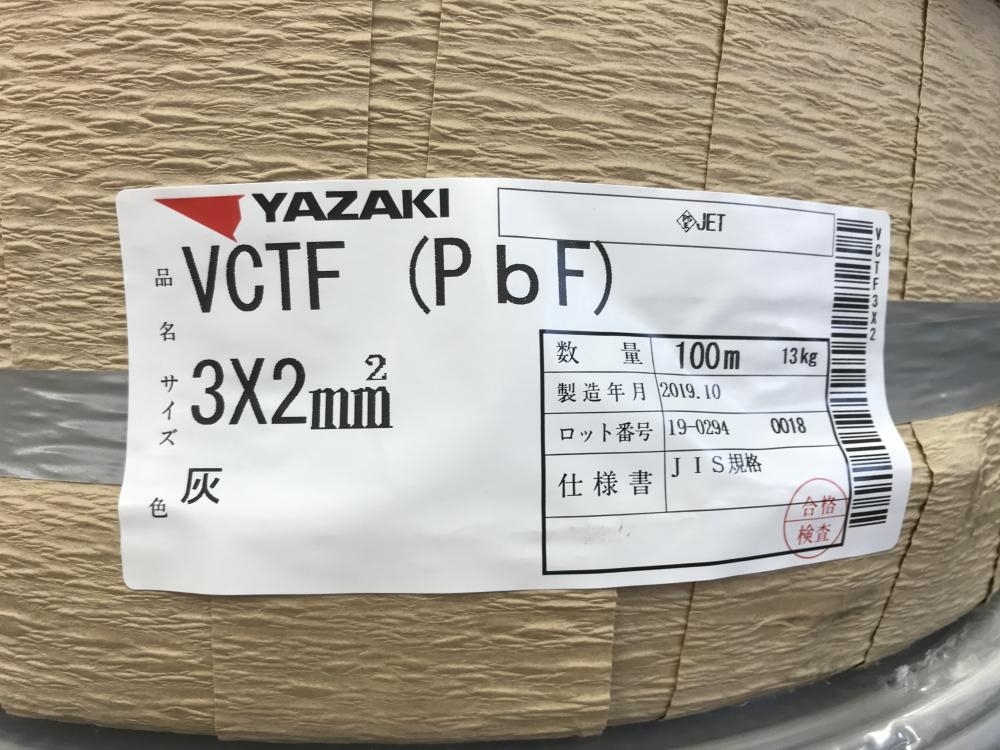 YAZAKI
PSE JET
品名 VCTF (PbF)
サイズ 3X2mm²
色 灰
数量 100m 13kg
製造年月 2019.10
ロット番号 19-0294 0018
仕様書 JIS規格
合格
検査
VCTF3X2